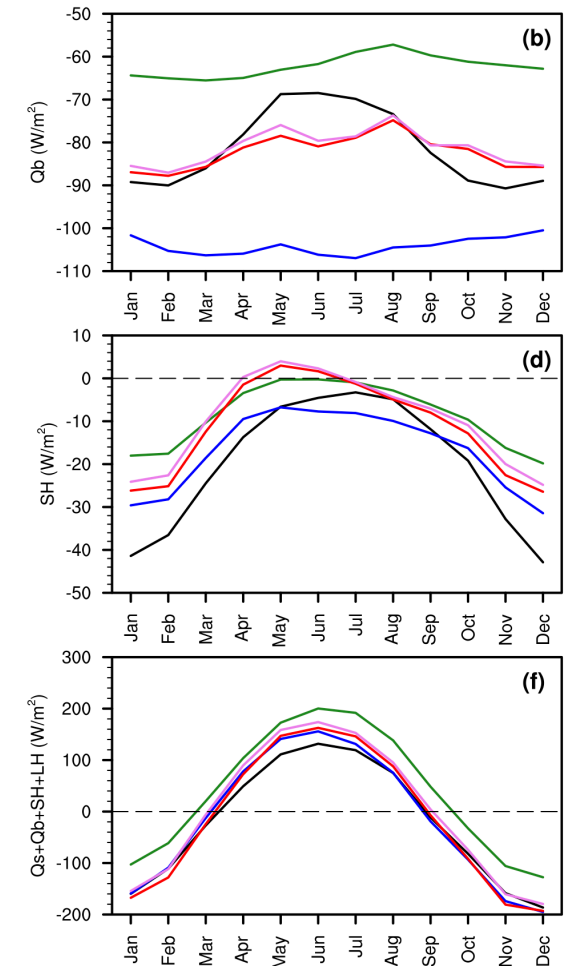 -50
(b)
-60
-70
Qb (W/m²)
-80
-90
-100
-110
Jan Feb Mar Apr May Jun Jul Aug Sep Oct Nov Dec
10
(d)
0
-10
SH (W/m²)
-20
-30
-40
-50
Jan Feb Mar Apr May Jun Jul Aug Sep Oct Nov Dec
300
(f)
200
100
Qs+Qb+SH+LH (W/m²)
0
-100
-200
Jan Feb Mar Apr May Jun Jul Aug Sep Oct Nov Dec